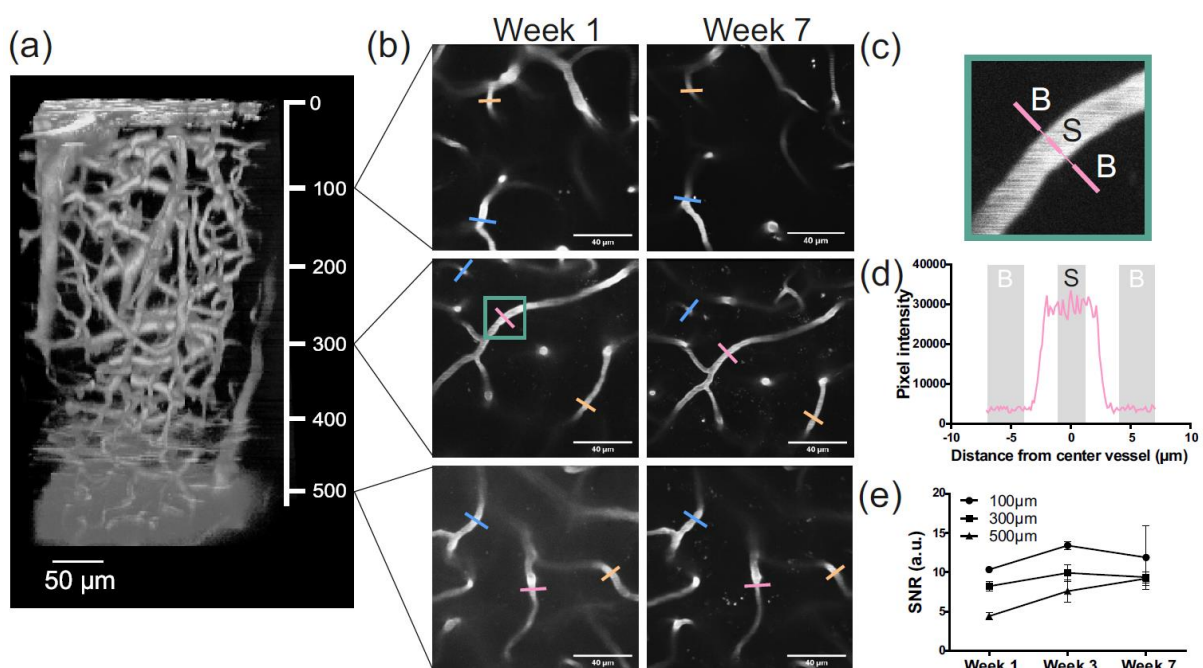 (a)
0
100
200
300
400
500
50 µm
(b)
Week 1
Week 7
40 µm
40 µm
40 µm
40 µm
40 µm
40 µm
(c)
B
S
B
(d)
40000
30000
20000
10000
0
Pixel intensity
B
S
B
-10
-5
0
5
10
Distance from center vessel (µm)
(e)
20
15
10
5
0
SNR (a.u.)
100µm
300µm
500µm
Week 1
Week 3
Week 7